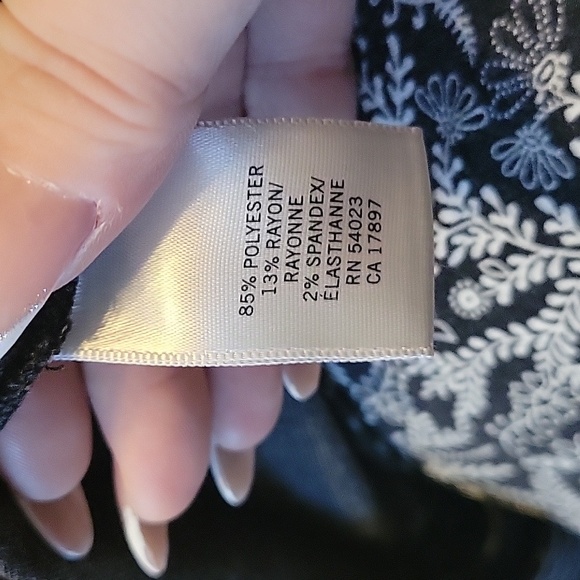 85% POLYESTER
13% RAYON/
RAYONNE
2% SPANDEX/
ÉLASTHANNE
RN 54023
CA 17897